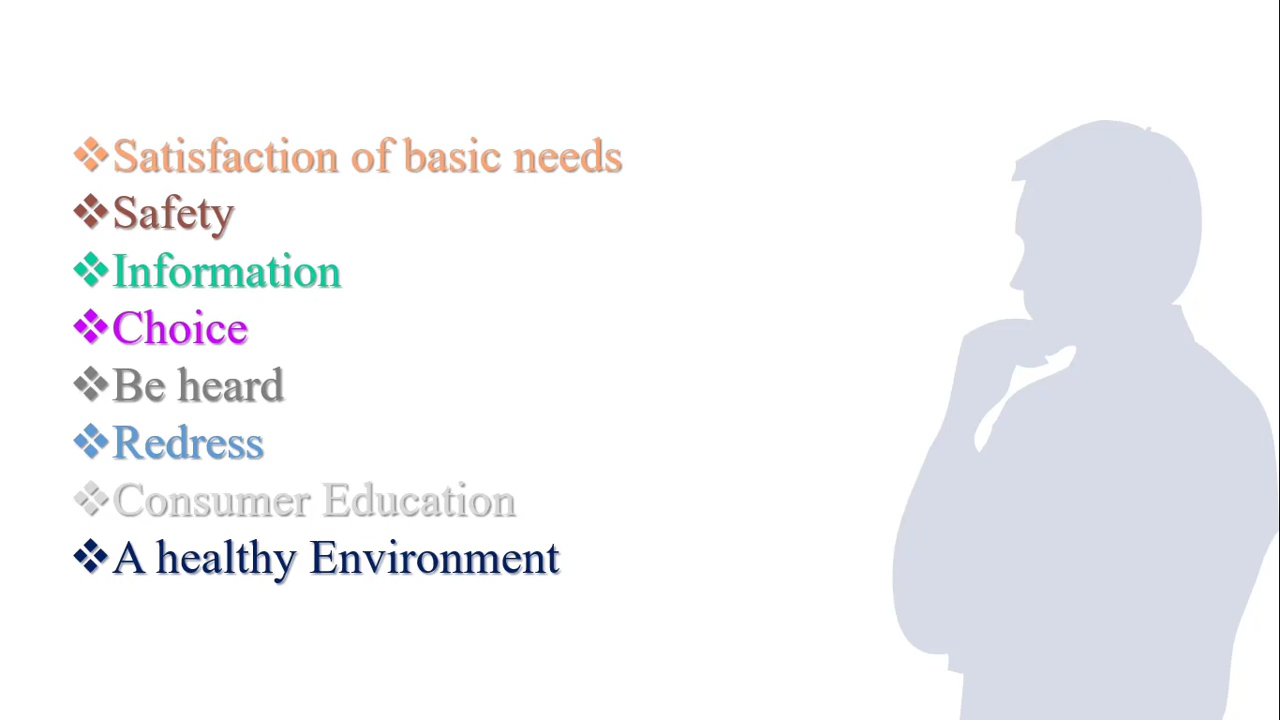 ❖Satisfaction of basic needs
❖Safety
❖Information
❖Choice
❖Be heard
❖Redress
❖Consumer Education
❖A healthy Environment